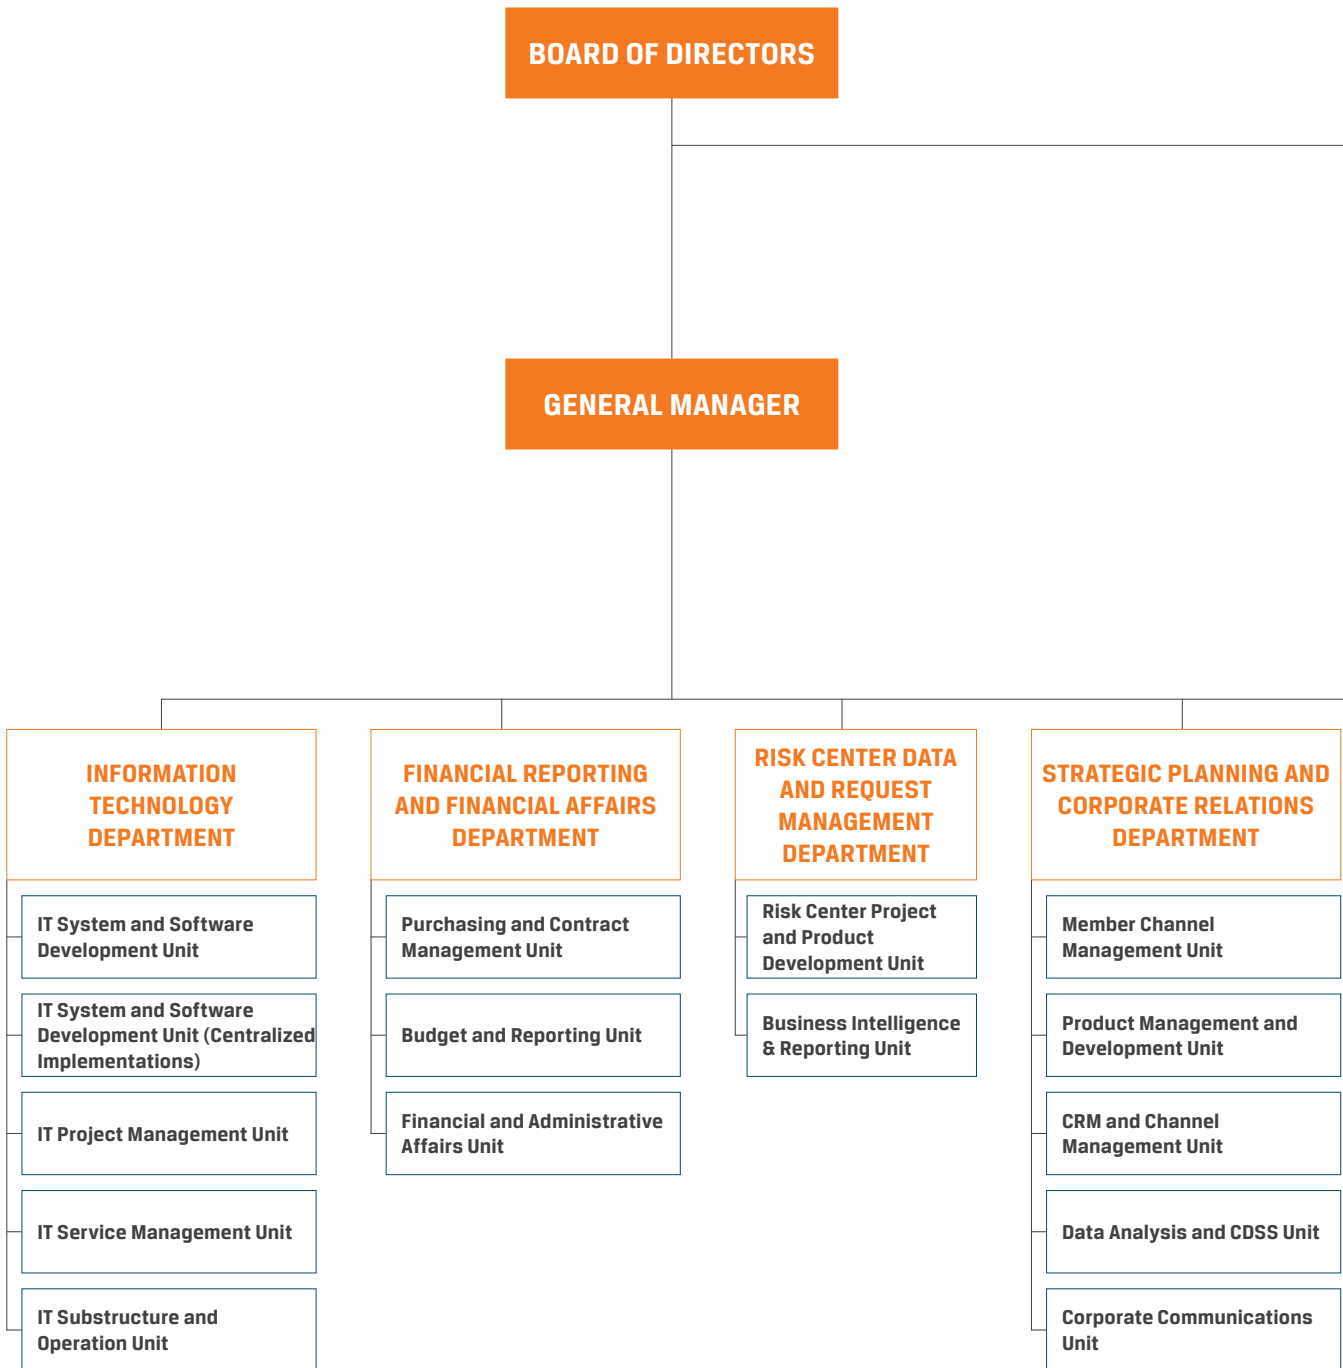 BOARD OF DIRECTORS
GENERAL MANAGER
INFORMATION
TECHNOLOGY
DEPARTMENT
IT System and Software
Development Unit
IT System and Software
Development Unit (Centralized
Implementations)
IT Project Management Unit
IT Service Management Unit
IT Substructure and
Operation Unit
FINANCIAL REPORTING
AND FINANCIAL AFFAIRS
DEPARTMENT
Purchasing and Contract
Management Unit
Budget and Reporting Unit
Financial and Administrative
Affairs Unit
RISK CENTER DATA
AND REQUEST
MANAGEMENT
DEPARTMENT
Risk Center Project
and Product
Development Unit
Business Intelligence
& Reporting Unit
STRATEGIC PLANNING AND
CORPORATE RELATIONS
DEPARTMENT
Member Channel
Management Unit
Product Management and
Development Unit
CRM and Channel
Management Unit
Data Analysis and CDSS Unit
Corporate Communications
Unit